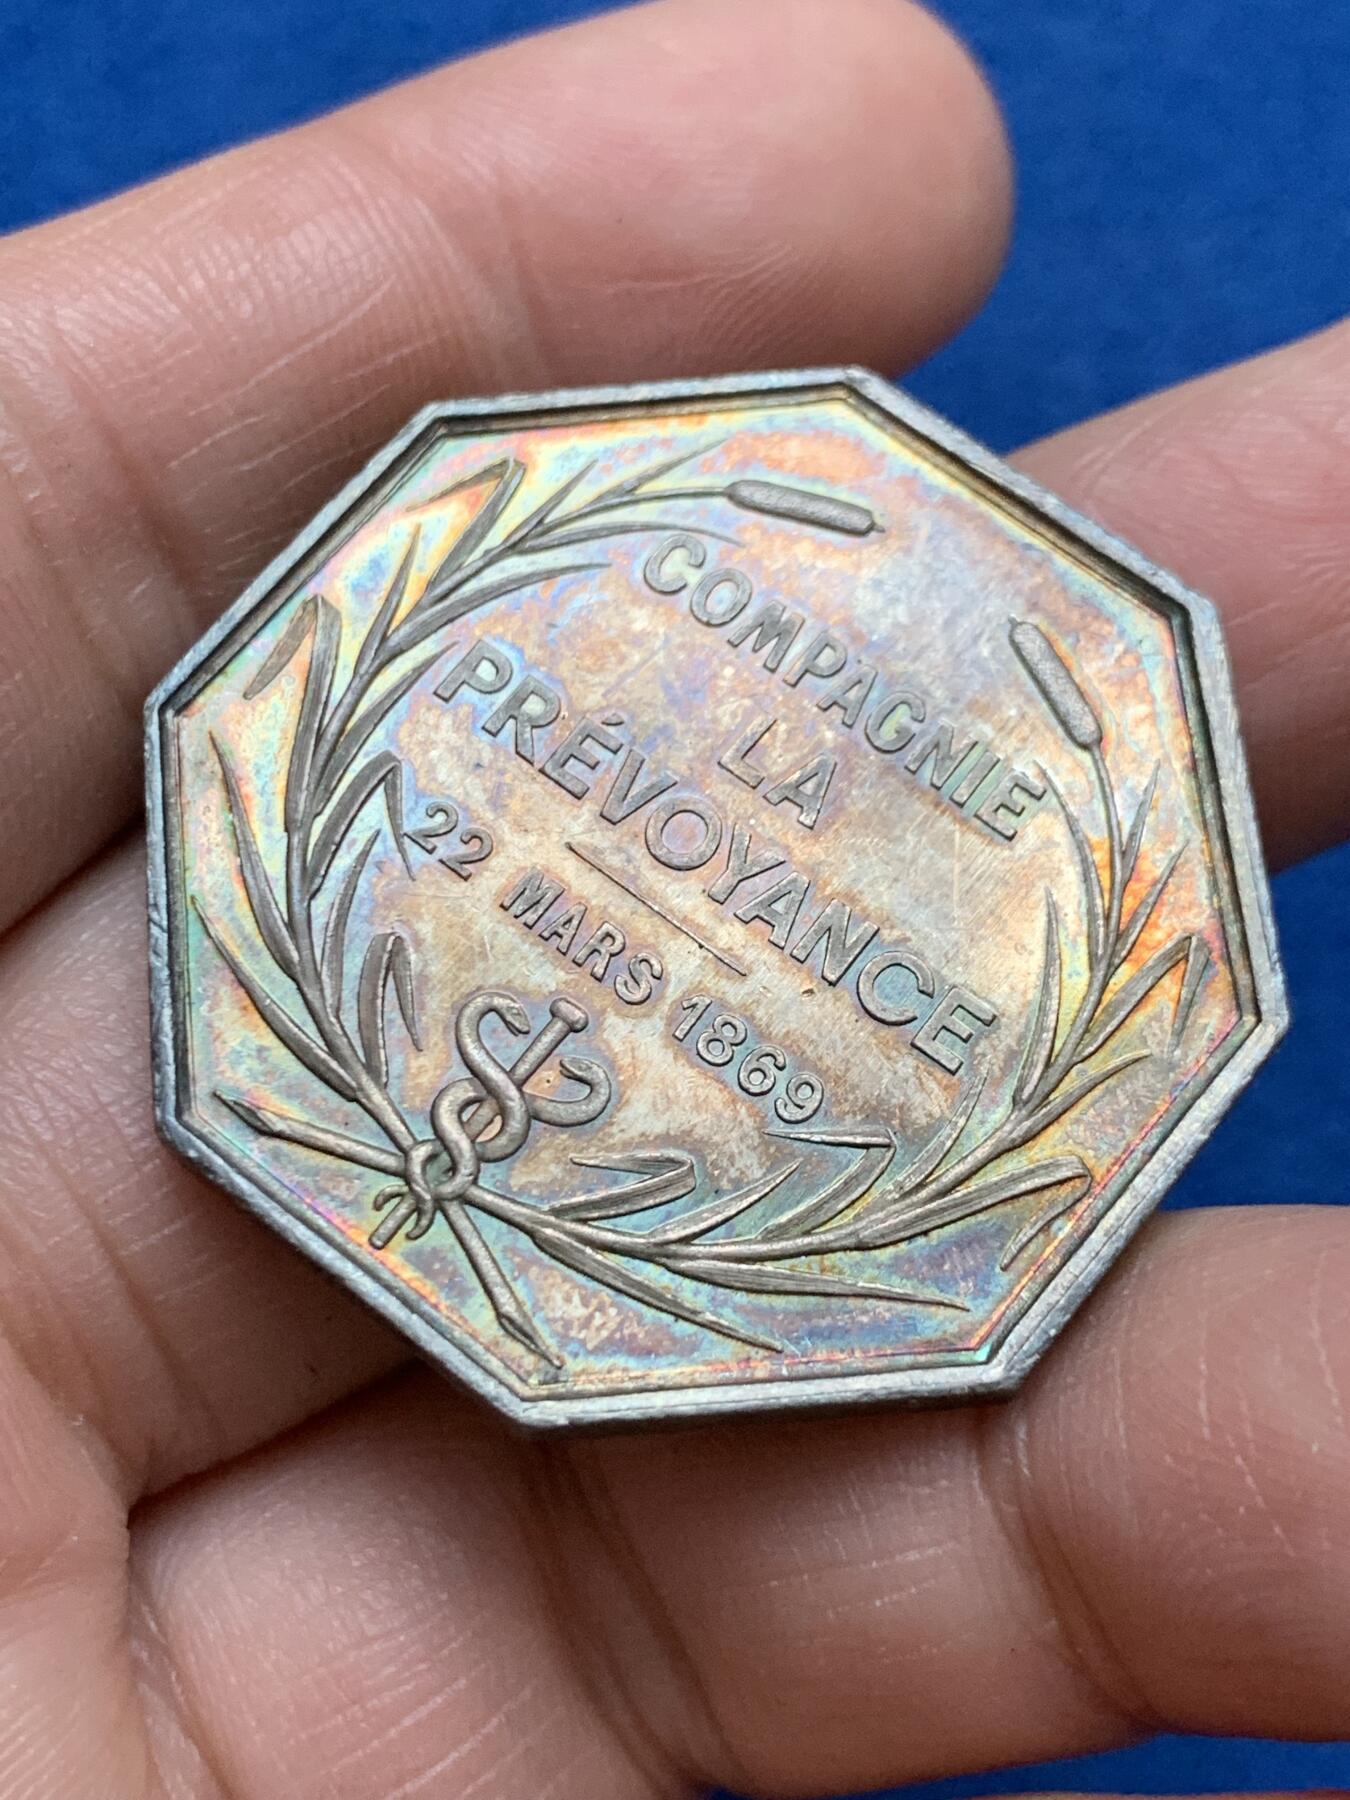 COMPAGNIE
LA
PRÉVOYANCE
22 MARS 1869